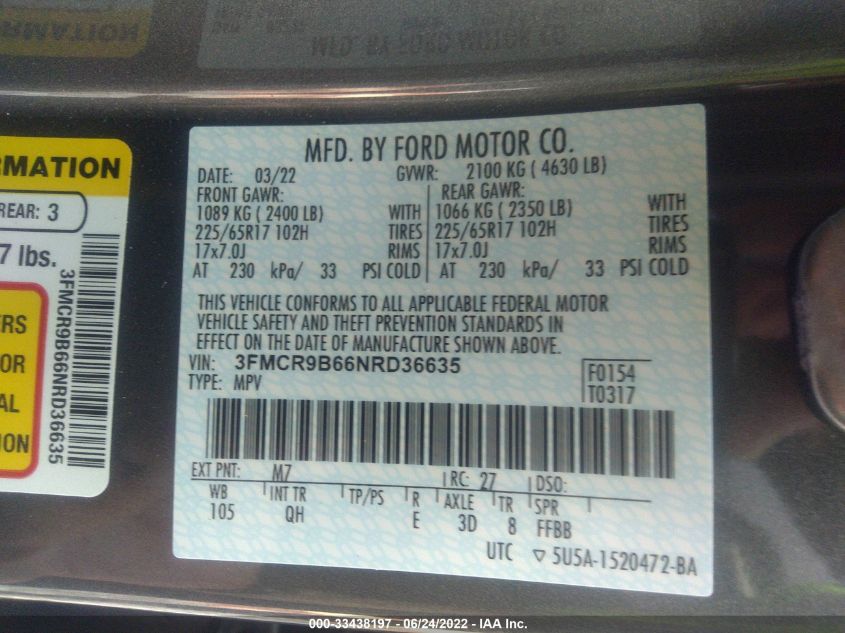 MFD. BY FORD MOTOR CO.
DATE: 03/22 GVWR: 2100 KG ( 4630 LB)
FRONT GAWR: REAR GAWR:
1089 KG ( 2400 LB) WITH 1066 KG ( 2350 LB) WITH
225/65R17 102H TIRES 225/65R17 102H TIRES
17x7.0J RIMS 17x7.0J RIMS
AT 230 kPa/ 33 PSI COLD AT 230 kPa/ 33 PSI COLD
THIS VEHICLE CONFORMS TO ALL APPLICABLE FEDERAL MOTOR
VEHICLE SAFETY AND THEFT PREVENTION STANDARDS IN
EFFECT ON THE DATE OF MANUFACTURE SHOWN ABOVE.
VIN: 3FMCR9B66NRD36635
TYPE: MPV
F0154
T0317
EXT PNT: M7 RC: 27 DSO:
WB INT TR TP/PS R AXLE TR SPR
105 QH E 3D 8 FFBB
UTC ▽ 5U5A-1520472-BA
RMATION
REAR: 3
7 lbs.
3FMCR9B66NRD36635
ERS
OR
AL
ION
000-33438197 - 06/24/2022 - IAA Inc.